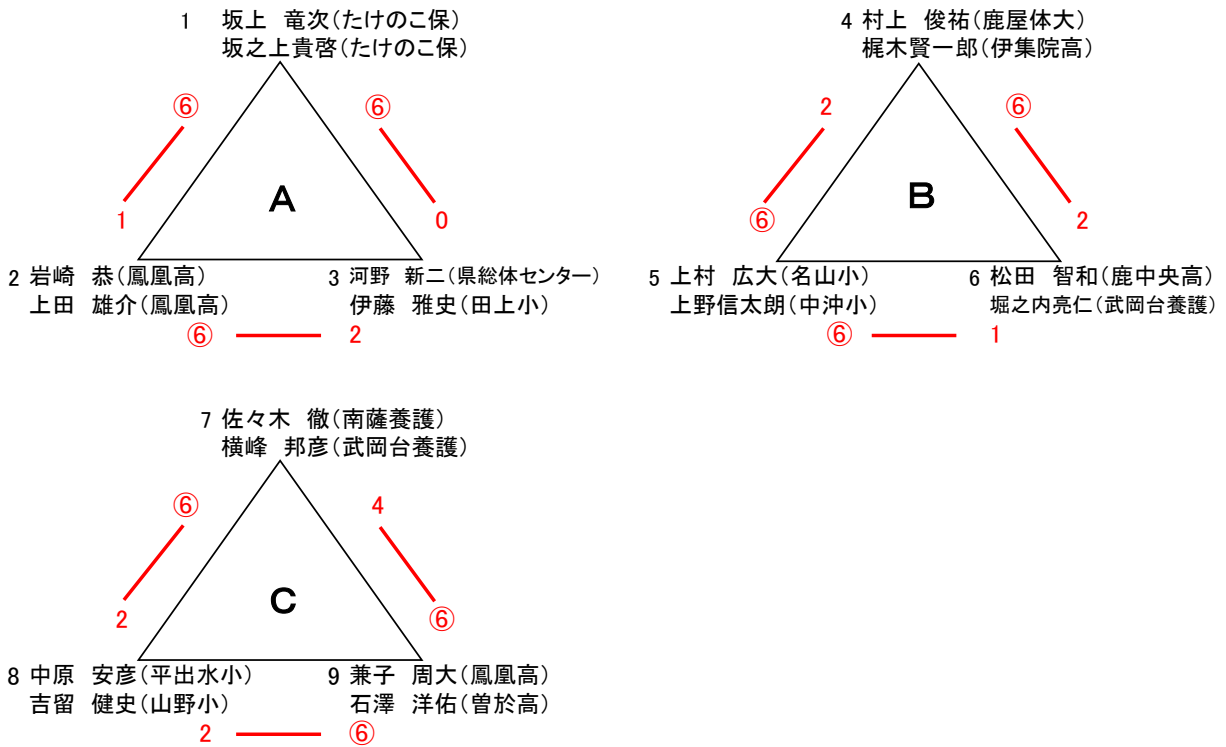 1 坂上 竜次(たけのこ保)
坂之上貴啓(たけのこ保)
4 村上 俊祐(鹿屋体大)
梶木賢一郎(伊集院高)
⑥ ⑥
2 ⑥
A
B
1 0
⑥ 2
2 岩崎 恭(鳳凰高)
上田 雄介(鳳凰高)
3 河野 新二(県総体センター)
伊藤 雅史(田上小)
5 上村 広大(名山小)
上野信太朗(中沖小)
6 松田 智和(鹿中央高)
堀之内亮仁(武岡台養護)
⑥ 2
⑥ 1
7 佐々木 徹(南薩養護)
横峰 邦彦(武岡台養護)
⑥ 4
C
2 ⑥
8 中原 安彦(平出水小)
吉留 健史(山野小)
9 兼子 周大(鳳凰高)
石澤 洋佑(曽於高)
2 ⑥